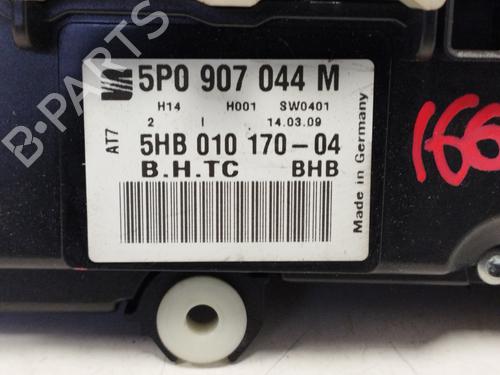 5P0 907 044 M
H14 H001 SW0401
2 I 14.03.09
AT7
5HB 010 170-04
B.H.TC BHB
Made in Germany
166
B-PARTS